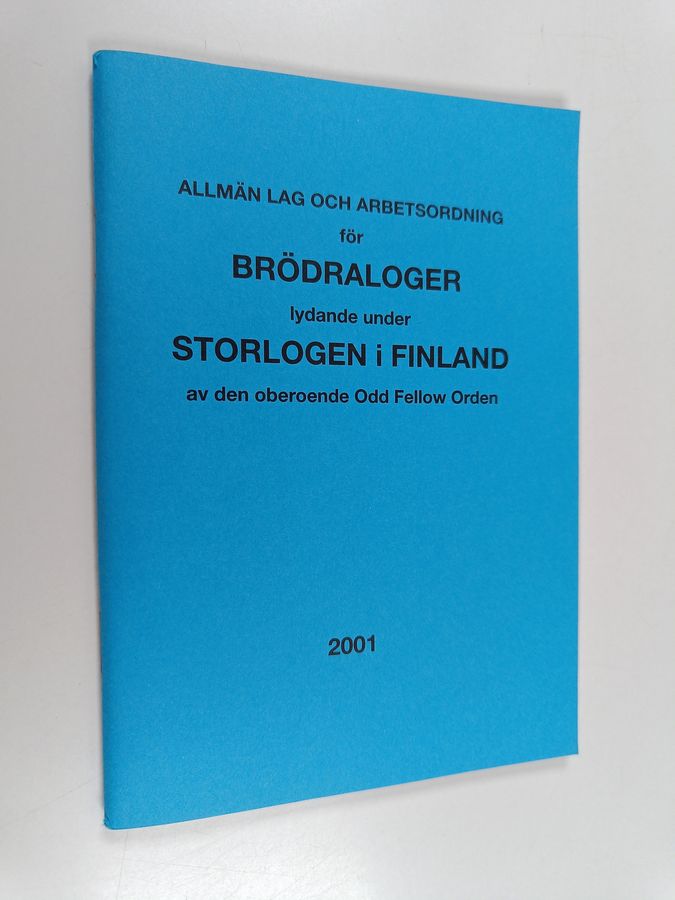 ALLMÄN LAG OCH ARBETSORDNING
för
BRÖDRALOGER
lydande under
STORLOGEN i FINLAND
av den oberoende Odd Fellow Orden
2001